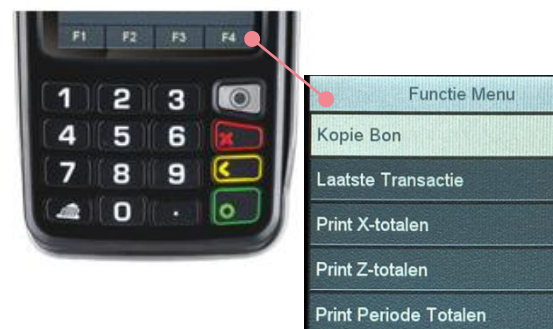 F1 F2 F3 F4
1 2 3
4 5 6
7 8 9
0 .
Functie Menu
Kopie Bon
Laatste Transactie
Print X-totalen
Print Z-totalen
Print Periode Totalen